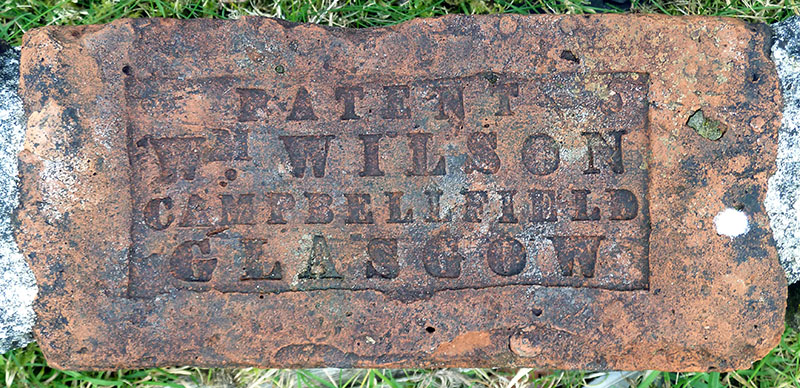 PATENT
Wm WILSON
CAMPBELLFIELD
GLASGOW